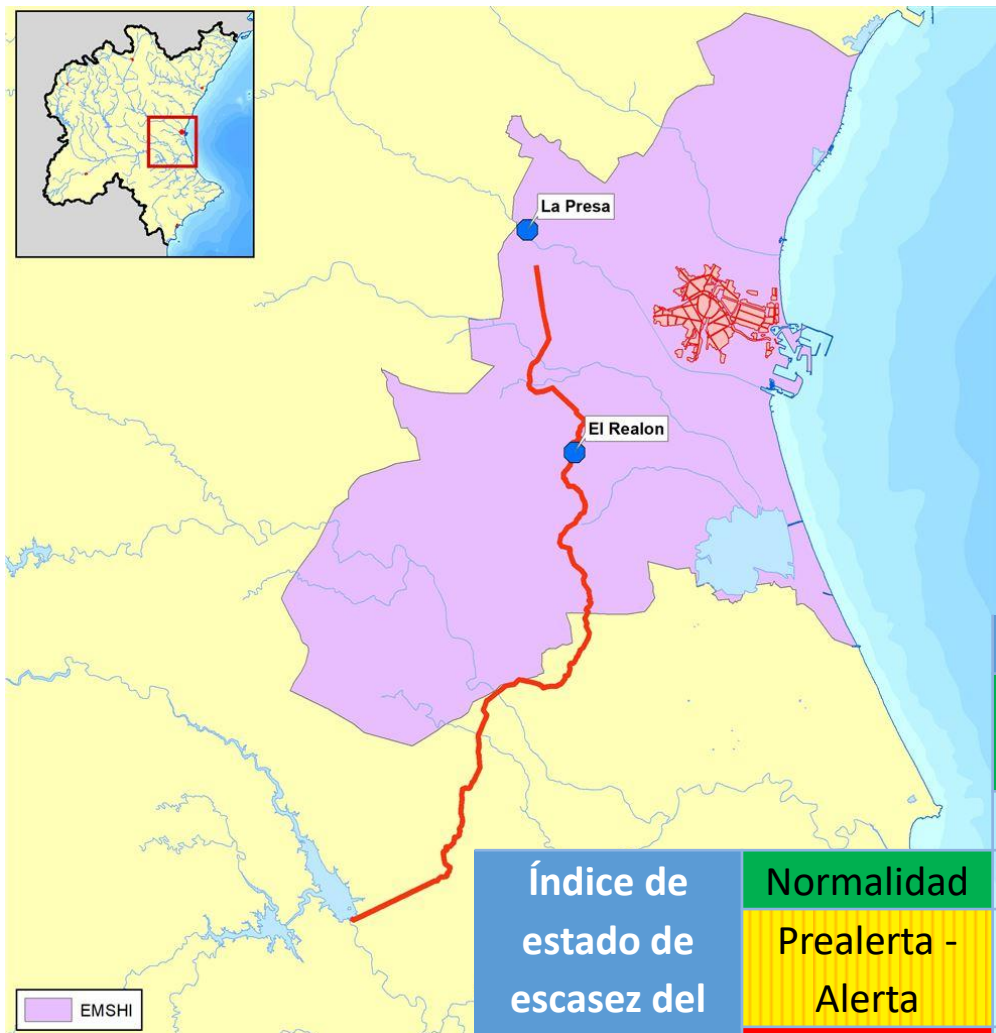 La Presa
El Realon
EMSHI
Índice de
estado de
escasez del
Normalidad
Prealerta -
Alerta